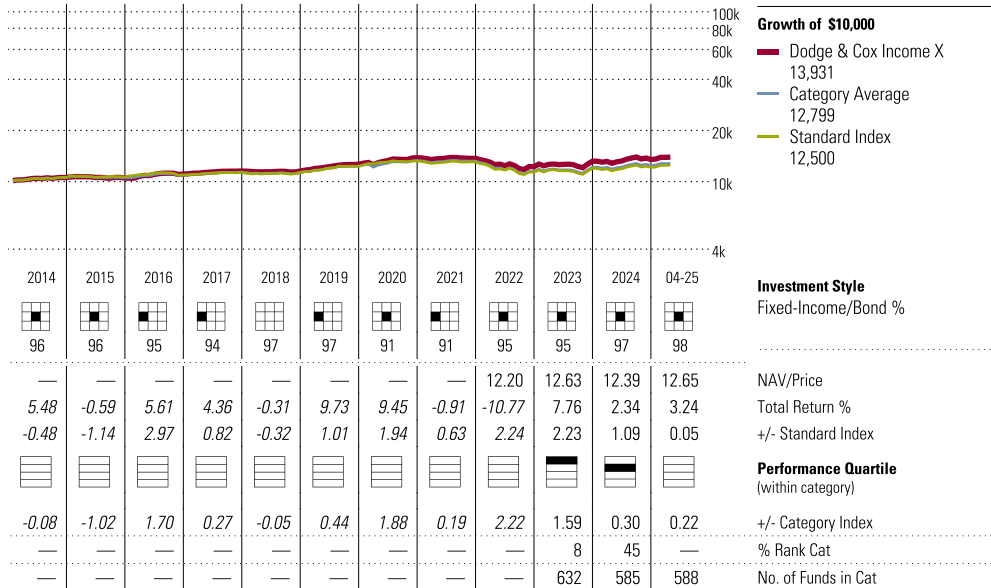 100k
80k
60k
40k
20k
10k
4k
Growth of $10,000
Dodge & Cox Income X
13,931
Category Average
12,799
Standard Index
12,500
2014 2015 2016 2017 2018 2019 2020 2021 2022 2023 2024 04-25
Investment Style
Fixed-Income/Bond %
96 96 95 94 97 97 91 91 95 95 97 98
— — — — — — — — 12.20 12.63 12.39 12.65 NAV/Price
5.48 -0.59 5.61 4.36 -0.31 9.73 9.45 -0.91 -10.77 7.76 2.34 3.24 Total Return %
-0.48 -1.14 2.97 0.82 -0.32 1.01 1.94 0.63 2.24 2.23 1.09 0.05 +/- Standard Index
Performance Quartile
(within category)
-0.08 -1.02 1.70 0.27 -0.05 0.44 1.88 0.19 2.22 1.59 0.30 0.22 +/- Category Index
— — — — — — — — — 8 45 — % Rank Cat
— — — — — — — — — 632 585 588 No. of Funds in Cat